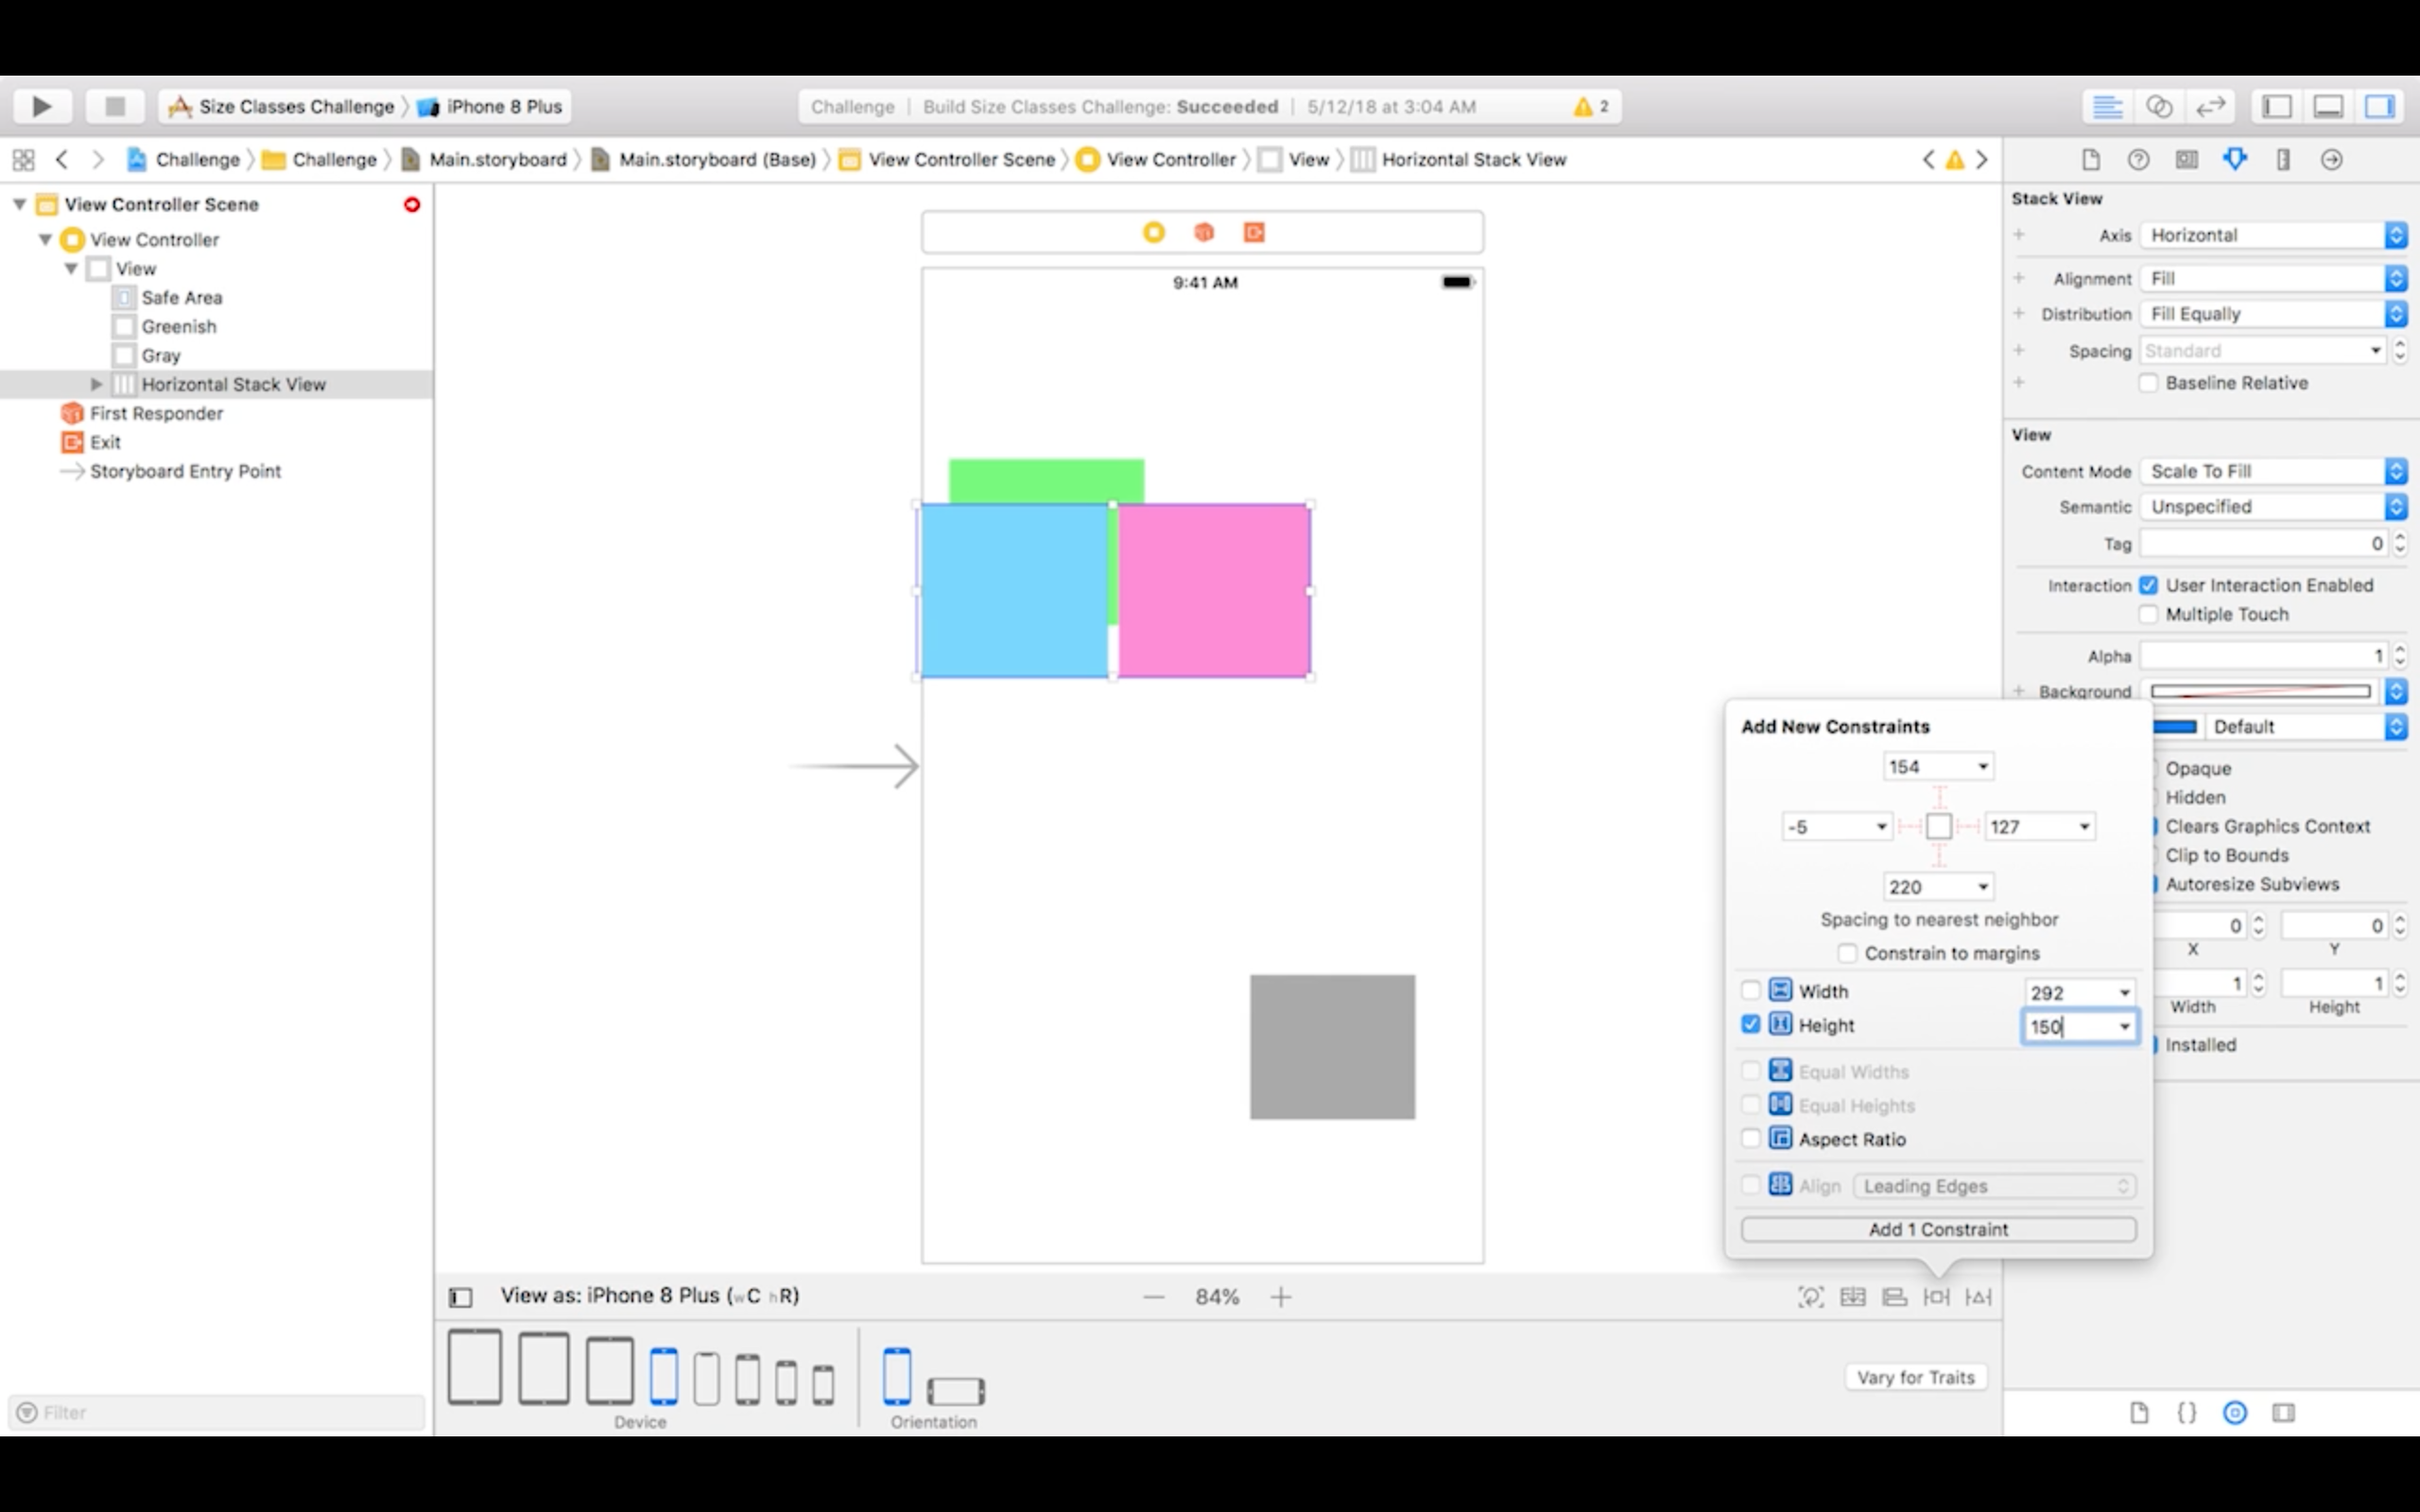 Size Classes Challenge
iPhone 8 Plus
Challenge | Build Size Classes Challenge: Succeeded | 5/12/18 at 3:04 AM
2
Challenge
Challenge
Main.storyboard
Main.storyboard (Base)
View Controller Scene
View Controller
View
Horizontal Stack View
View Controller Scene
View Controller
View
Safe Area
Greenish
Gray
Horizontal Stack View
First Responder
Exit
Storyboard Entry Point
Filter
9:41 AM
View as: iPhone 8 Plus (wC hR)
84%
Device
Orientation
Vary for Traits
Stack View
Axis Horizontal
Alignment Fill
Distribution Fill Equally
Spacing Standard
Baseline Relative
View
Content Mode Scale To Fill
Semantic Unspecified
Tag 0
Interaction User Interaction Enabled
Multiple Touch
Alpha 1
Background
Default
Opaque
Hidden
Clears Graphics Context
Clip to Bounds
Autoresize Subviews
0 0
X Y
1 1
Width Height
Installed
Add New Constraints
154
-5 127
220
Spacing to nearest neighbor
Constrain to margins
Width 292
Height 150
Equal Widths
Equal Heights
Aspect Ratio
Align Leading Edges
Add 1 Constraint